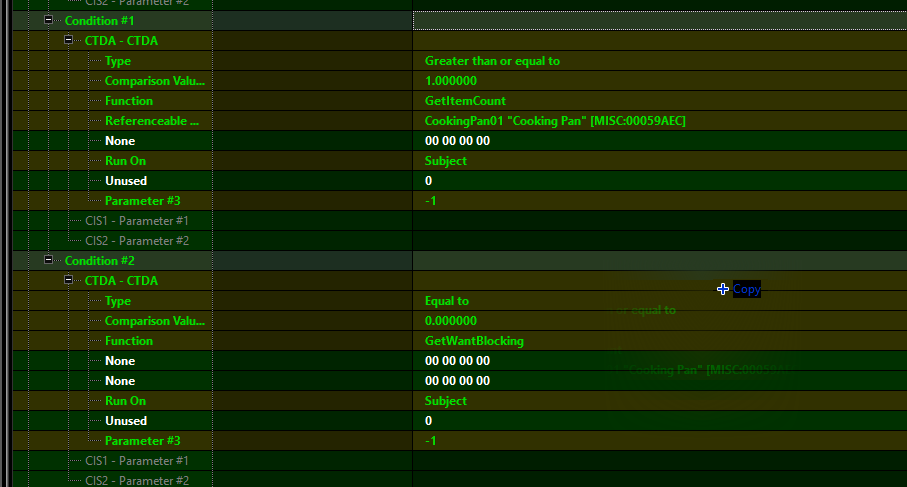 CIS2 - Parameter #2
Condition #1
CTDA - CTDA
Type Greater than or equal to
Comparison Valu... 1.000000
Function GetItemCount
Referenceable ... CookingPan01 "Cooking Pan" [MISC:00059AEC]
None 00 00 00 00
Run On Subject
Unused 0
Parameter #3 -1
CIS1 - Parameter #1
CIS2 - Parameter #2
Condition #2
CTDA - CTDA
Copy
Type Equal to
equal to
Comparison Valu... 0.000000
Function GetWantBlocking
None 00 00 00 00
"Cooking Pan"
None 00 00 00 00
Run On Subject
Unused 0
Parameter #3 -1
CIS1 - Parameter #1
CIS2 - Parameter #2